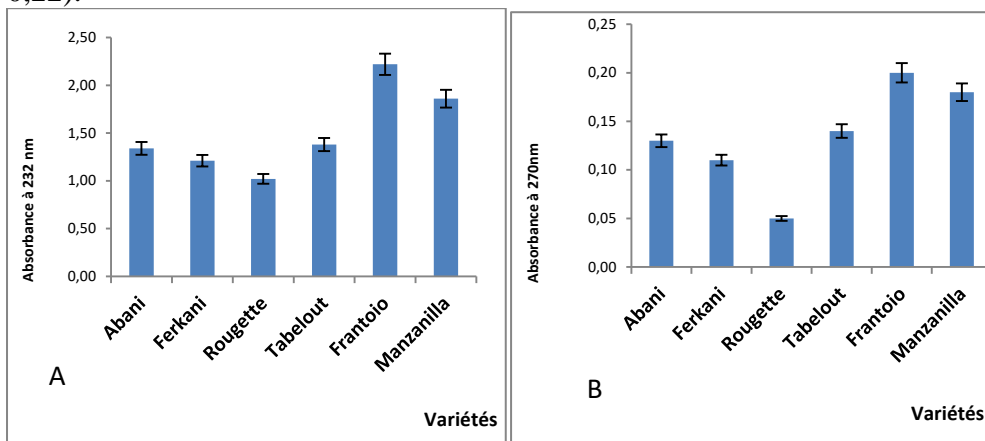 0,22).
2,50
2,00
1,50
1,00
0,50
0,00
Absorbance à 232 nm
Abani
Ferkani
Rougette
Tabelout
Frantoio
Manzanilla
A
Variétés
0,25
0,20
0,15
0,10
0,05
0,00
Absorbance à 270nm
Abani
Ferkani
Rougette
Tabelout
Frantoio
Manzanilla
B
Variétés